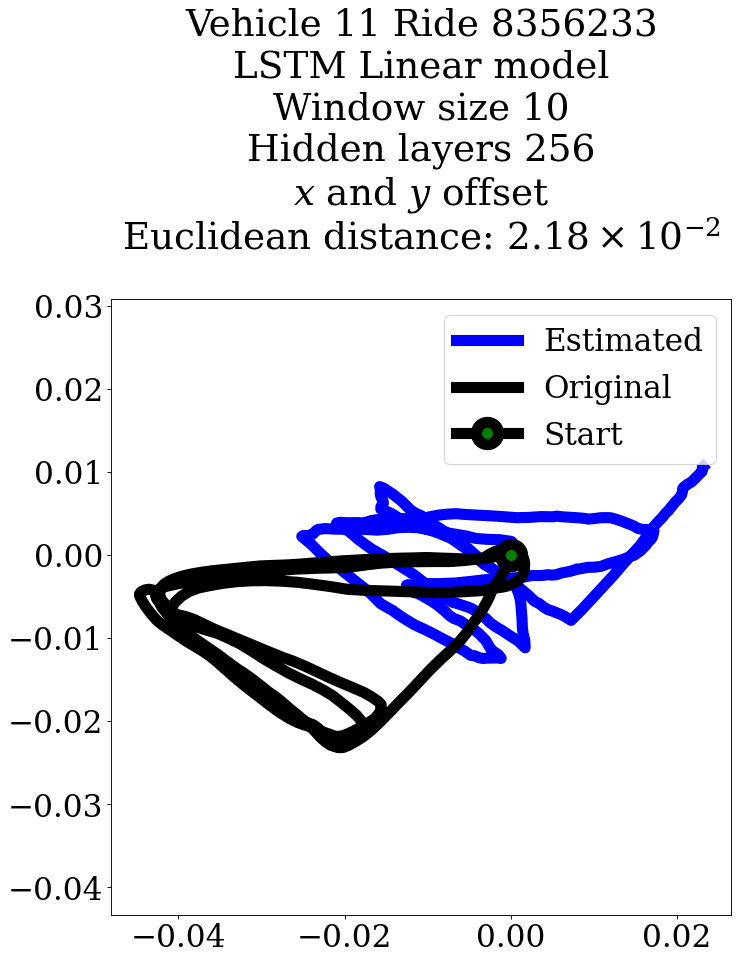 Vehicle 11 Ride 8356233
LSTM Linear model
Window size 10
Hidden layers 256
x and y offset
Euclidean distance: 2.18 × 10⁻²
0.03
0.02
0.01
0.00
−0.01
−0.02
−0.03
−0.04
Estimated
Original
Start
−0.04 −0.02 0.00 0.02